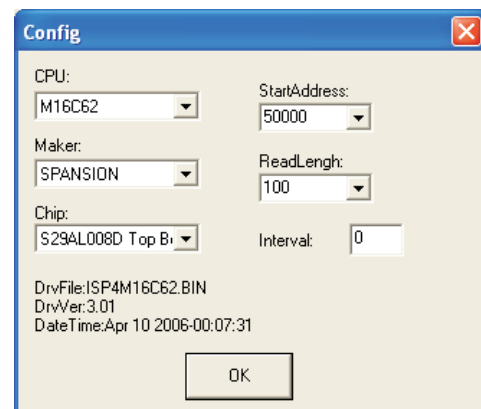 Config
CPU:
M16C62
StartAddress:
50000
Maker:
SPANSION
ReadLengh:
100
Chip:
S29AL008D Top
Interval:
0
DrvFile:ISP4M16C62.BIN
DrvVer:3.01
DateTime:Apr 10 2006-00:07:31
OK